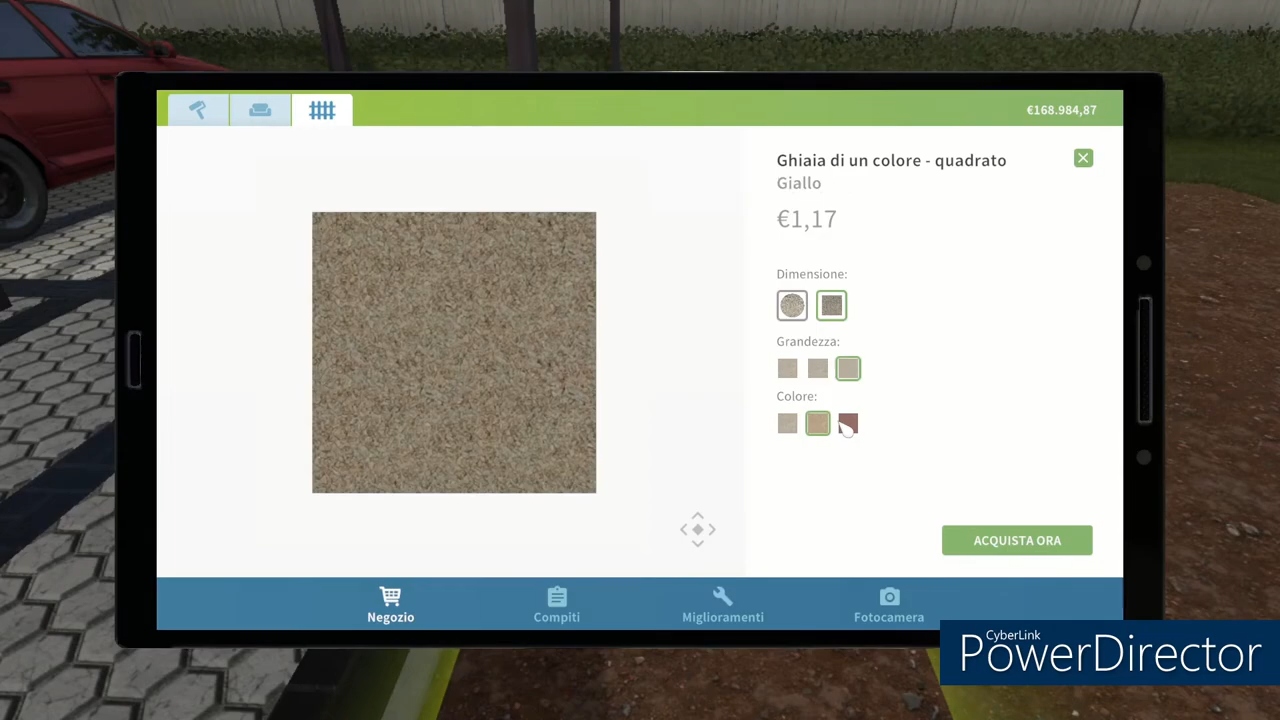 €168.984,87
Ghiaia di un colore - quadrato
Giallo
€1,17
Dimensione:
Grandezza:
Colore:
ACQUISTA ORA
Negozio
Compiti
Miglioramenti
Fotocamera
CyberLink
PowerDirector